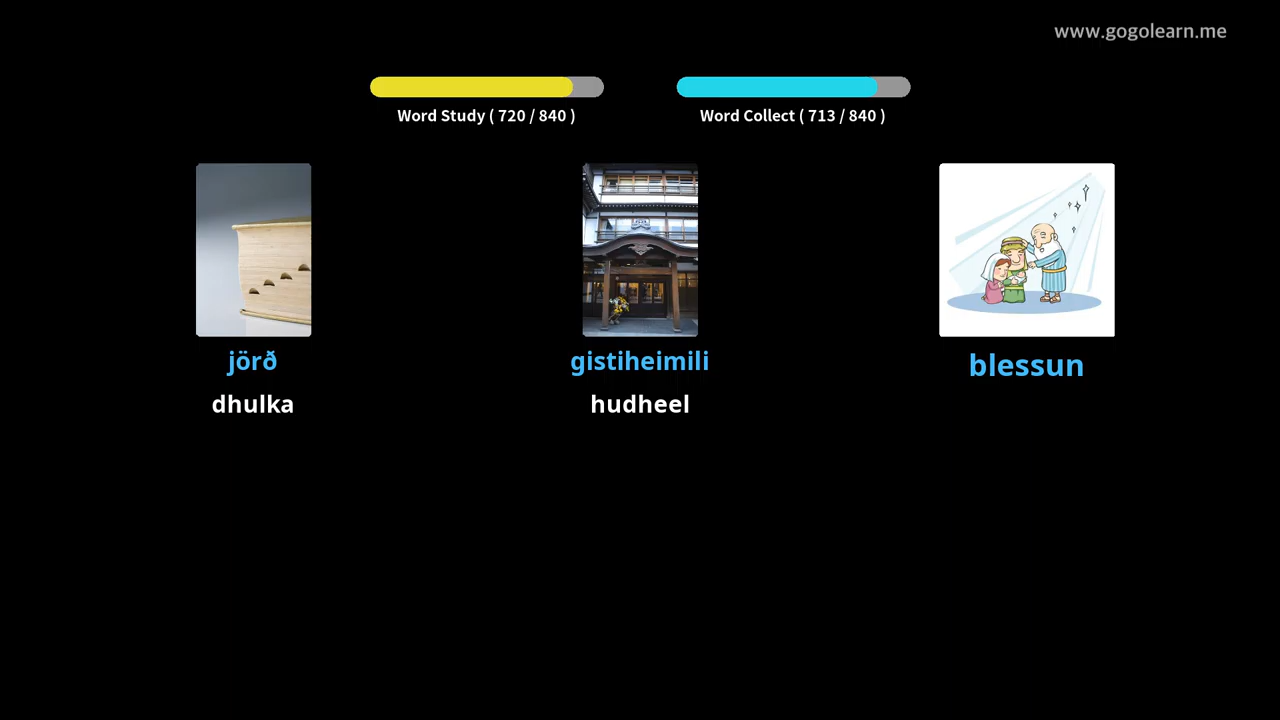 www.gogolearn.me
Word Study ( 720 / 840 )
Word Collect ( 713 / 840 )
jörð
gistiheimili
blessun
dhulka
hudheel